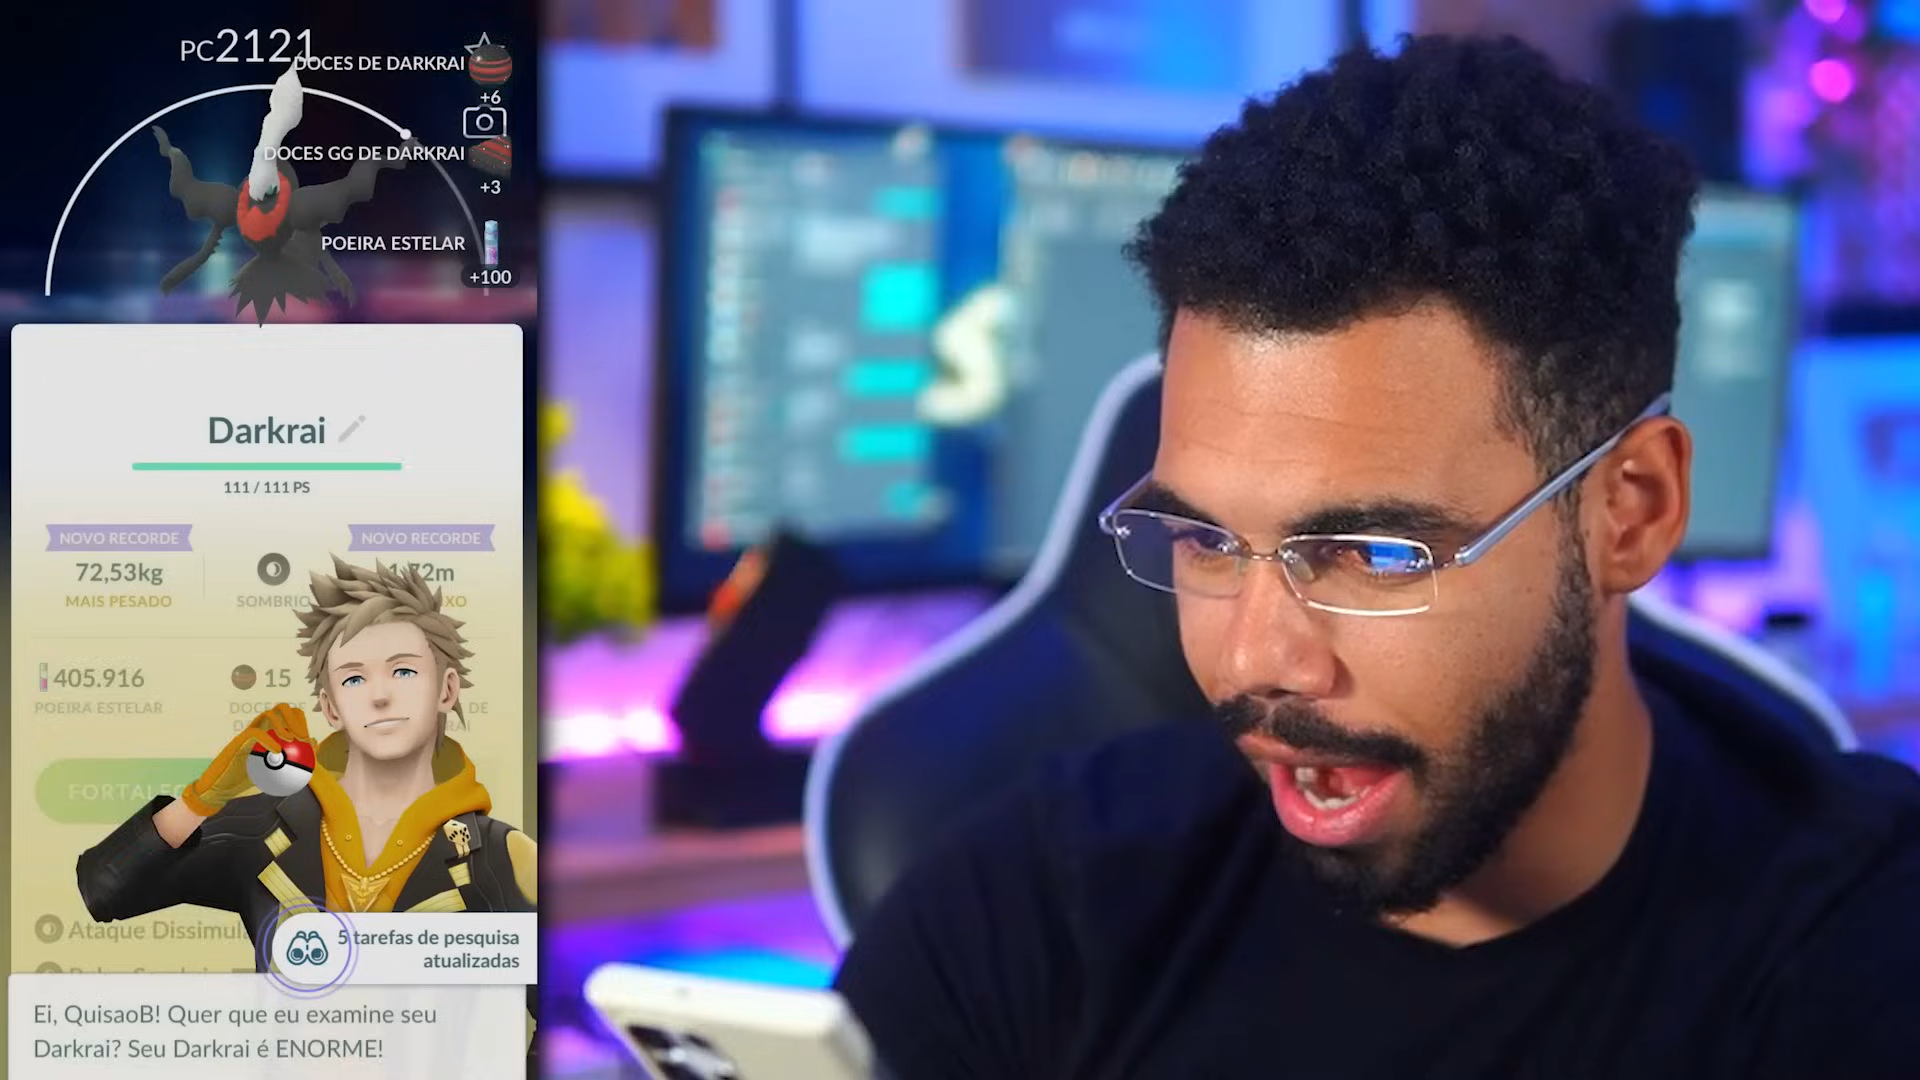 PC2121
DOCES DE DARKRAI
+6
DOCES GG DE DARKRAI
+3
POEIRA ESTELAR
+100
Darkrai
111 / 111 PS
NOVO RECORDE
NOVO RECORDE
72,53kg
72m
MAIS PESADO
SOMBRIO
405.916
15
POEIRA ESTELAR
DE
Ataque
5 tarefas de pesquisa
atualizadas
Ei, QuisaoB! Quer que eu examine seu
Darkrai? Seu Darkrai é ENORME!